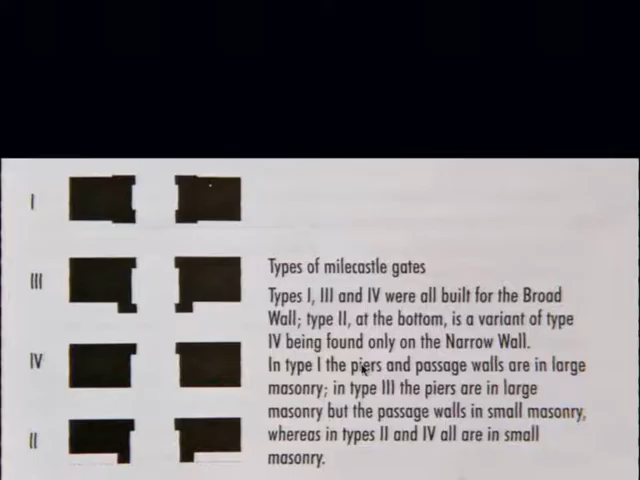 I
III
IV
II
Types of milecastle gates
Types I, III and IV were all built for the Broad
Wall; type II, at the bottom, is a variant of type
IV being found only on the Narrow Wall.
In type I the piers and passage walls are in large
masonry; in type III the piers are in large
masonry but the passage walls in small masonry,
whereas in types II and IV all are in small
masonry.